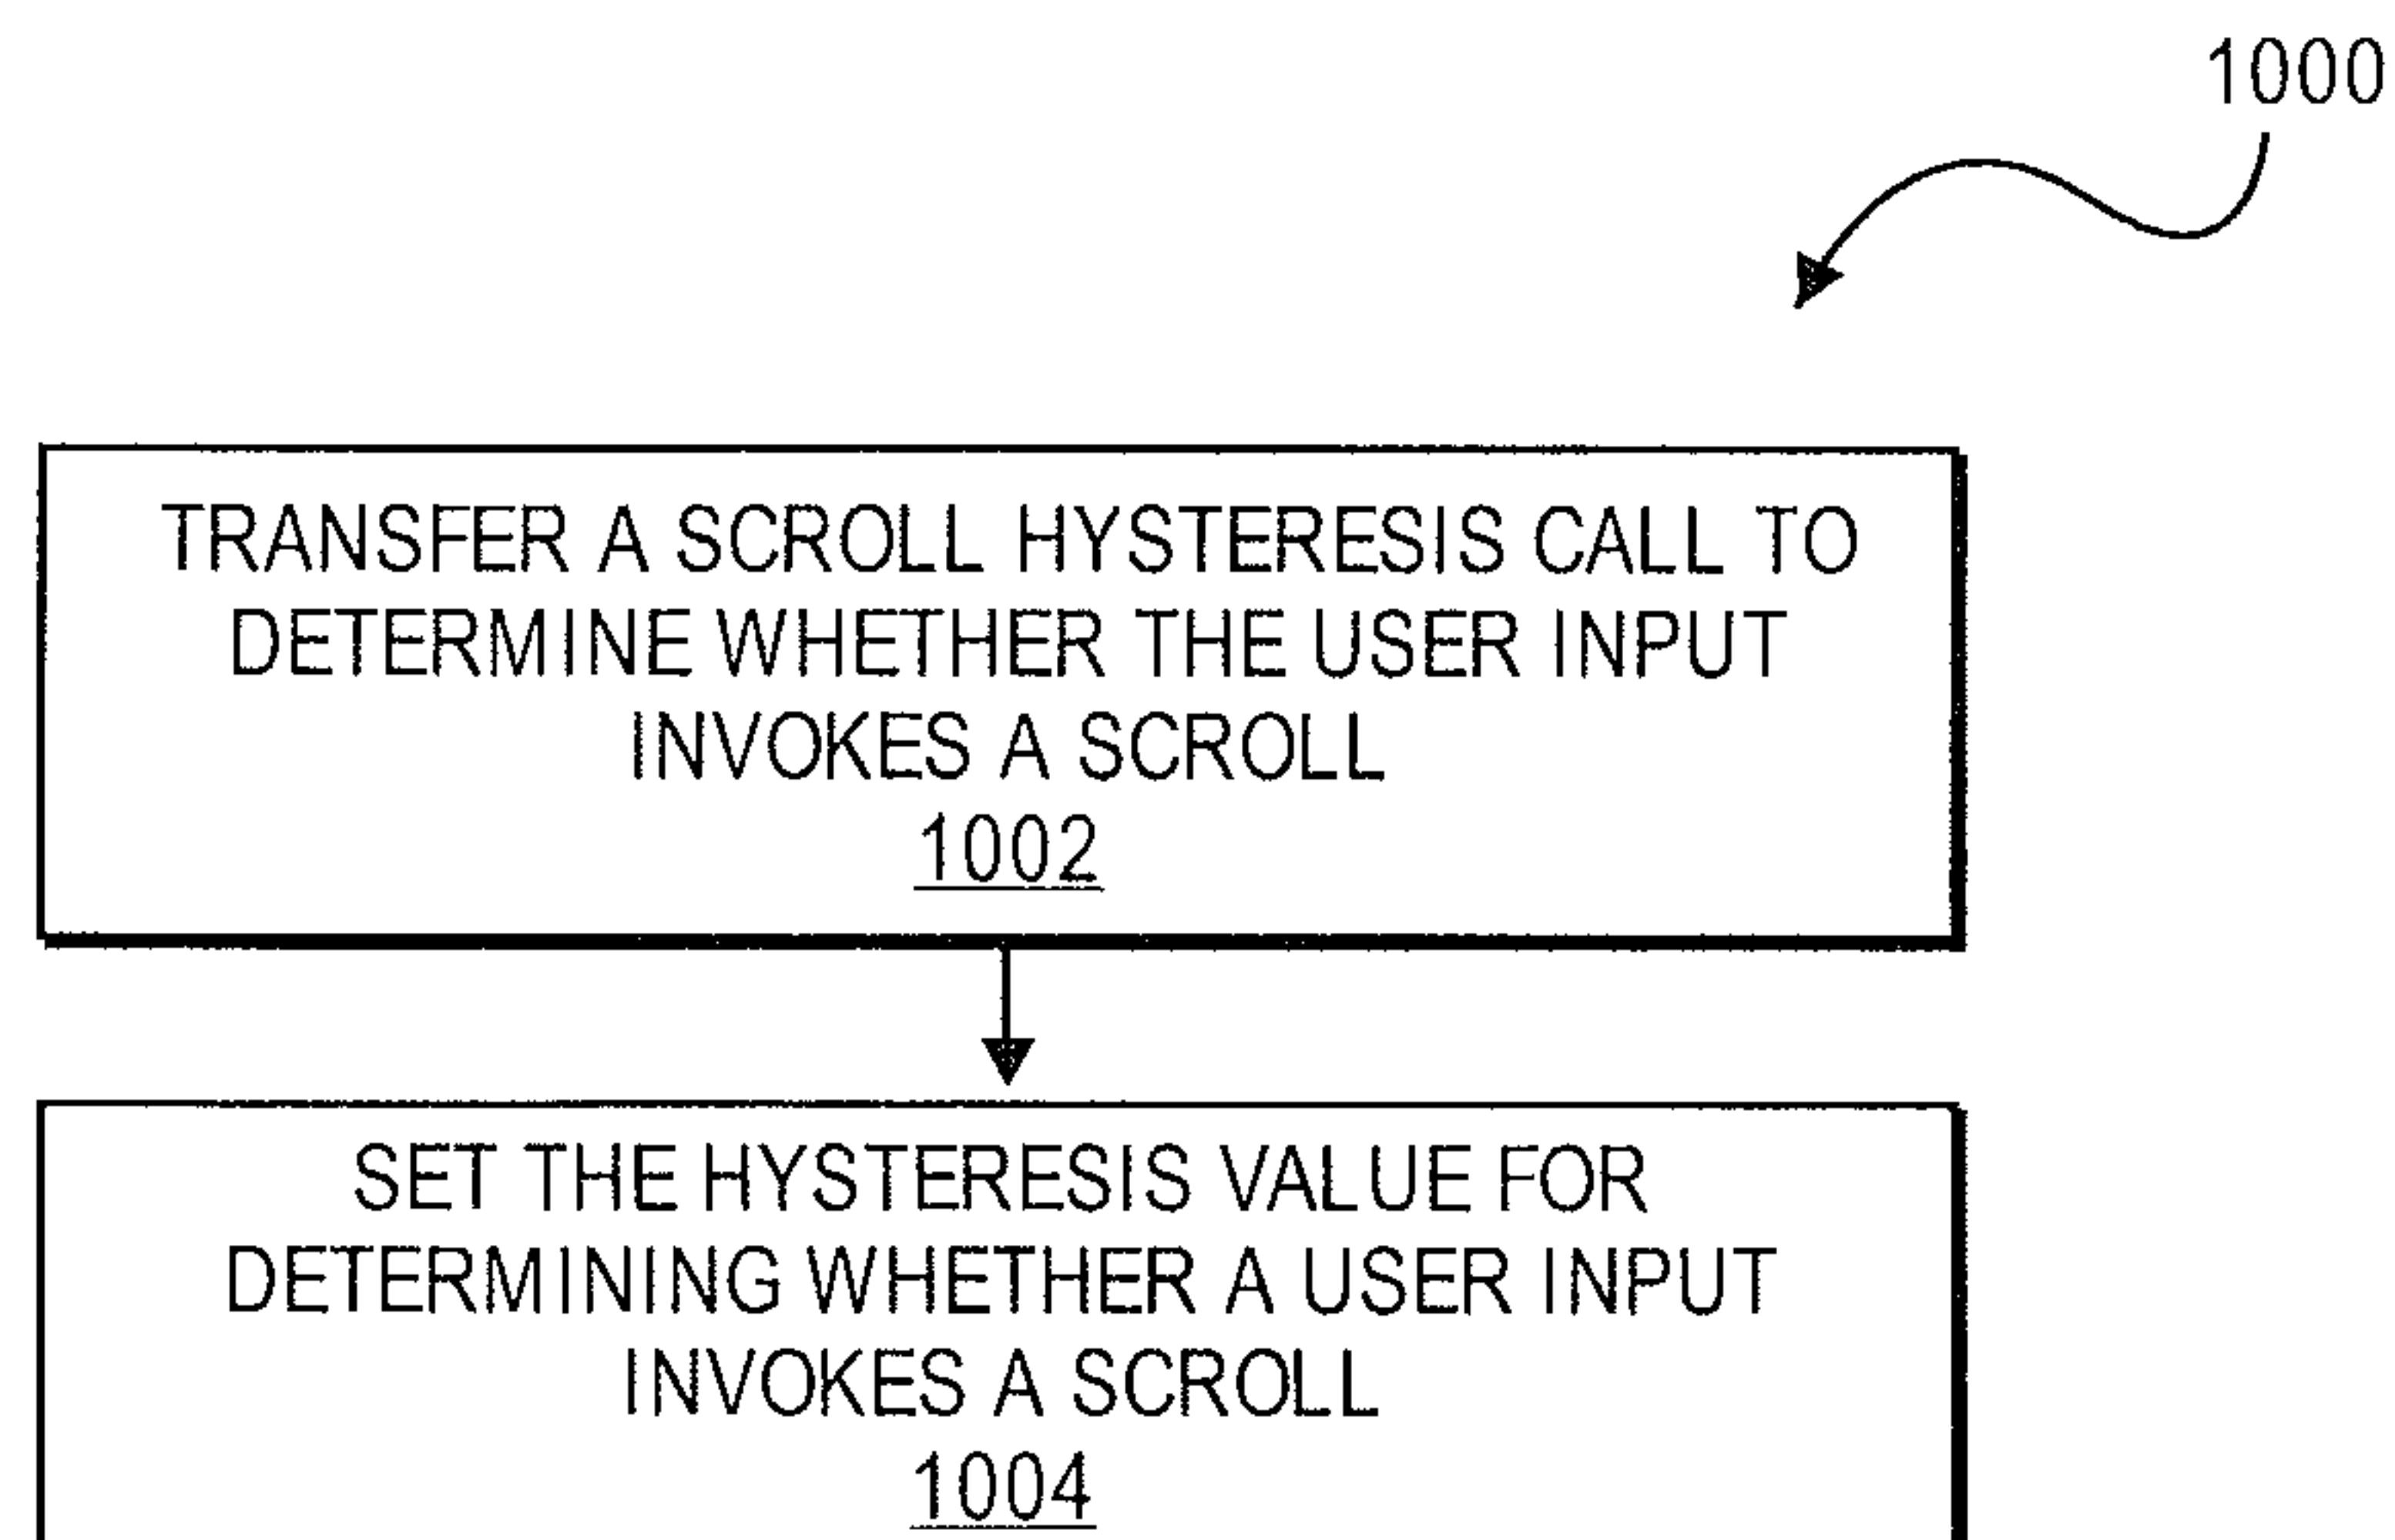 1000
TRANSFER A SCROLL HYSTERESIS CALL TO
DETERMINE WHETHER THE USER INPUT
INVOKES A SCROLL
1002
SET THE HYSTERESIS VALUE FOR
DETERMINING WHETHER A USER INPUT
INVOKES A SCROLL
1004